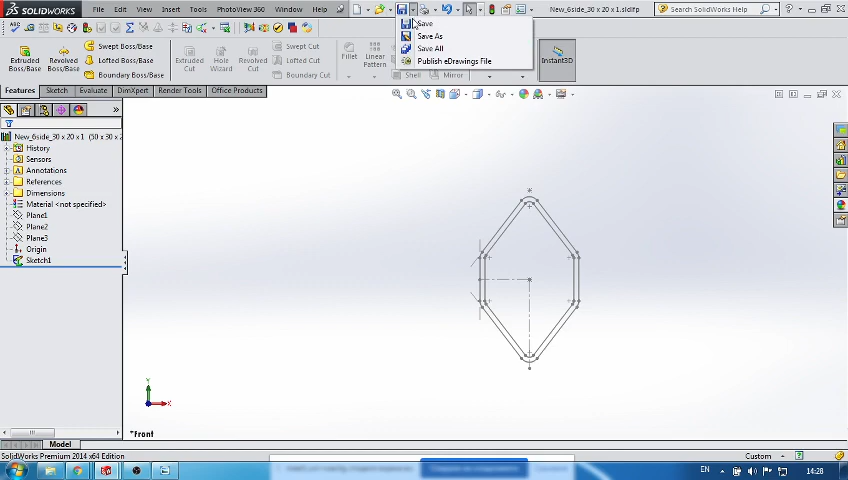 SOLIDWORKS
File Edit View Insert Tools PhotoView 360 Window Help
New_6side_30 x 20 x 1.sldlfp
Search SolidWorks Help
Save
Save As
Save All
Publish eDrawings File
Extruded Boss/Base
Revolved Boss/Base
Swept Boss/Base
Lofted Boss/Base
Boundary Boss/Base
Extruded Cut
Hole Wizard
Revolved Cut
Swept Cut
Lofted Cut
Boundary Cut
Fillet
Linear Pattern
Shell
Mirror
Instant3D
Features Sketch Evaluate DimXpert Render Tools Office Products
New_6side_30 x 20 x 1 (50 x 30 x 2
History
Sensors
Annotations
References
Dimensions
Material <not specified>
Plane1
Plane2
Plane3
Origin
Sketch1
Y
X
*Front
Model
SolidWorks Premium 2014 x64 Edition
Custom
EN
14:28